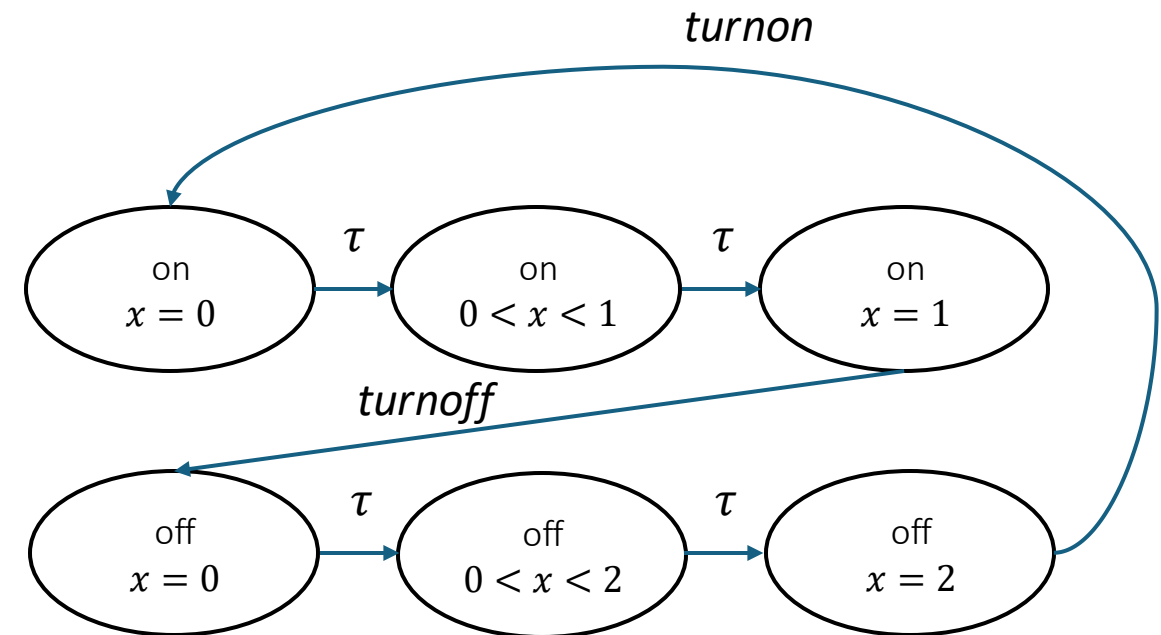 turnon
τ
τ
on
x = 0
on
0 < x < 1
on
x = 1
turnoff
τ
τ
off
x = 0
off
0 < x < 2
off
x = 2